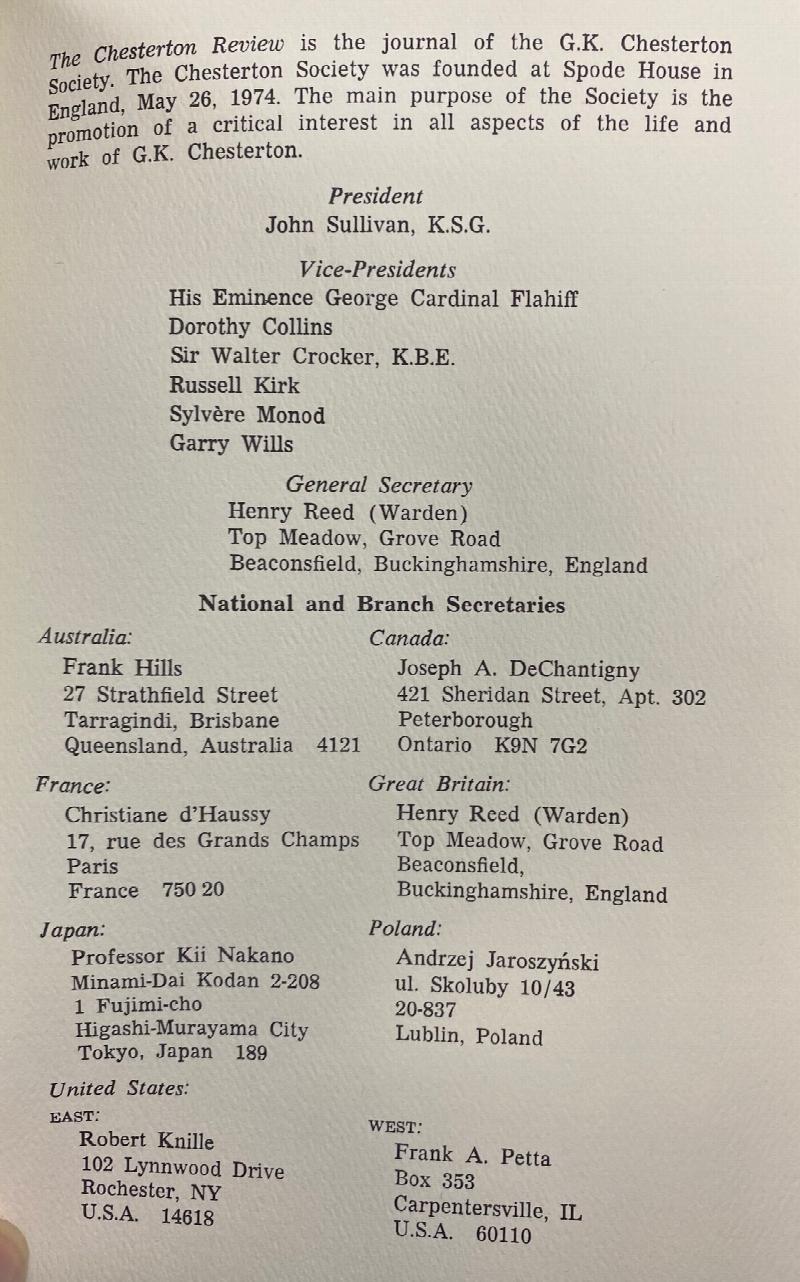 The Chesterton Review is the journal of the G.K. Chesterton
Society. The Chesterton Society was founded at Spode House in
England, May 26, 1974. The main purpose of the Society is the
promotion of a critical interest in all aspects of the life and
work of G.K. Chesterton.
President
John Sullivan, K.S.G.
Vice-Presidents
His Eminence George Cardinal Flahiff
Dorothy Collins
Sir Walter Crocker, K.B.E.
Russell Kirk
Sylvère Monod
Garry Wills
General Secretary
Henry Reed (Warden)
Top Meadow, Grove Road
Beaconsfield, Buckinghamshire, England
National and Branch Secretaries
Australia:
Frank Hills
27 Strathfield Street
Tarragindi, Brisbane
Queensland, Australia 4121
Canada:
Joseph A. DeChantigny
421 Sheridan Street, Apt. 302
Peterborough
Ontario K9N 7G2
France:
Christiane d'Haussy
17, rue des Grands Champs
Paris
France 750 20
Great Britain:
Henry Reed (Warden)
Top Meadow, Grove Road
Beaconsfield,
Buckinghamshire, England
Japan:
Professor Kii Nakano
Minami-Dai Kodan 2-208
1 Fujimi-cho
Higashi-Murayama City
Tokyo, Japan 189
Poland:
Andrzej Jaroszyński
ul. Skoluby 10/43
20-837
Lublin, Poland
United States:
EAST:
Robert Knille
102 Lynnwood Drive
Rochester, NY
U.S.A. 14618
WEST:
Frank A. Petta
Box 353
Carpentersville, IL
U.S.A. 60110